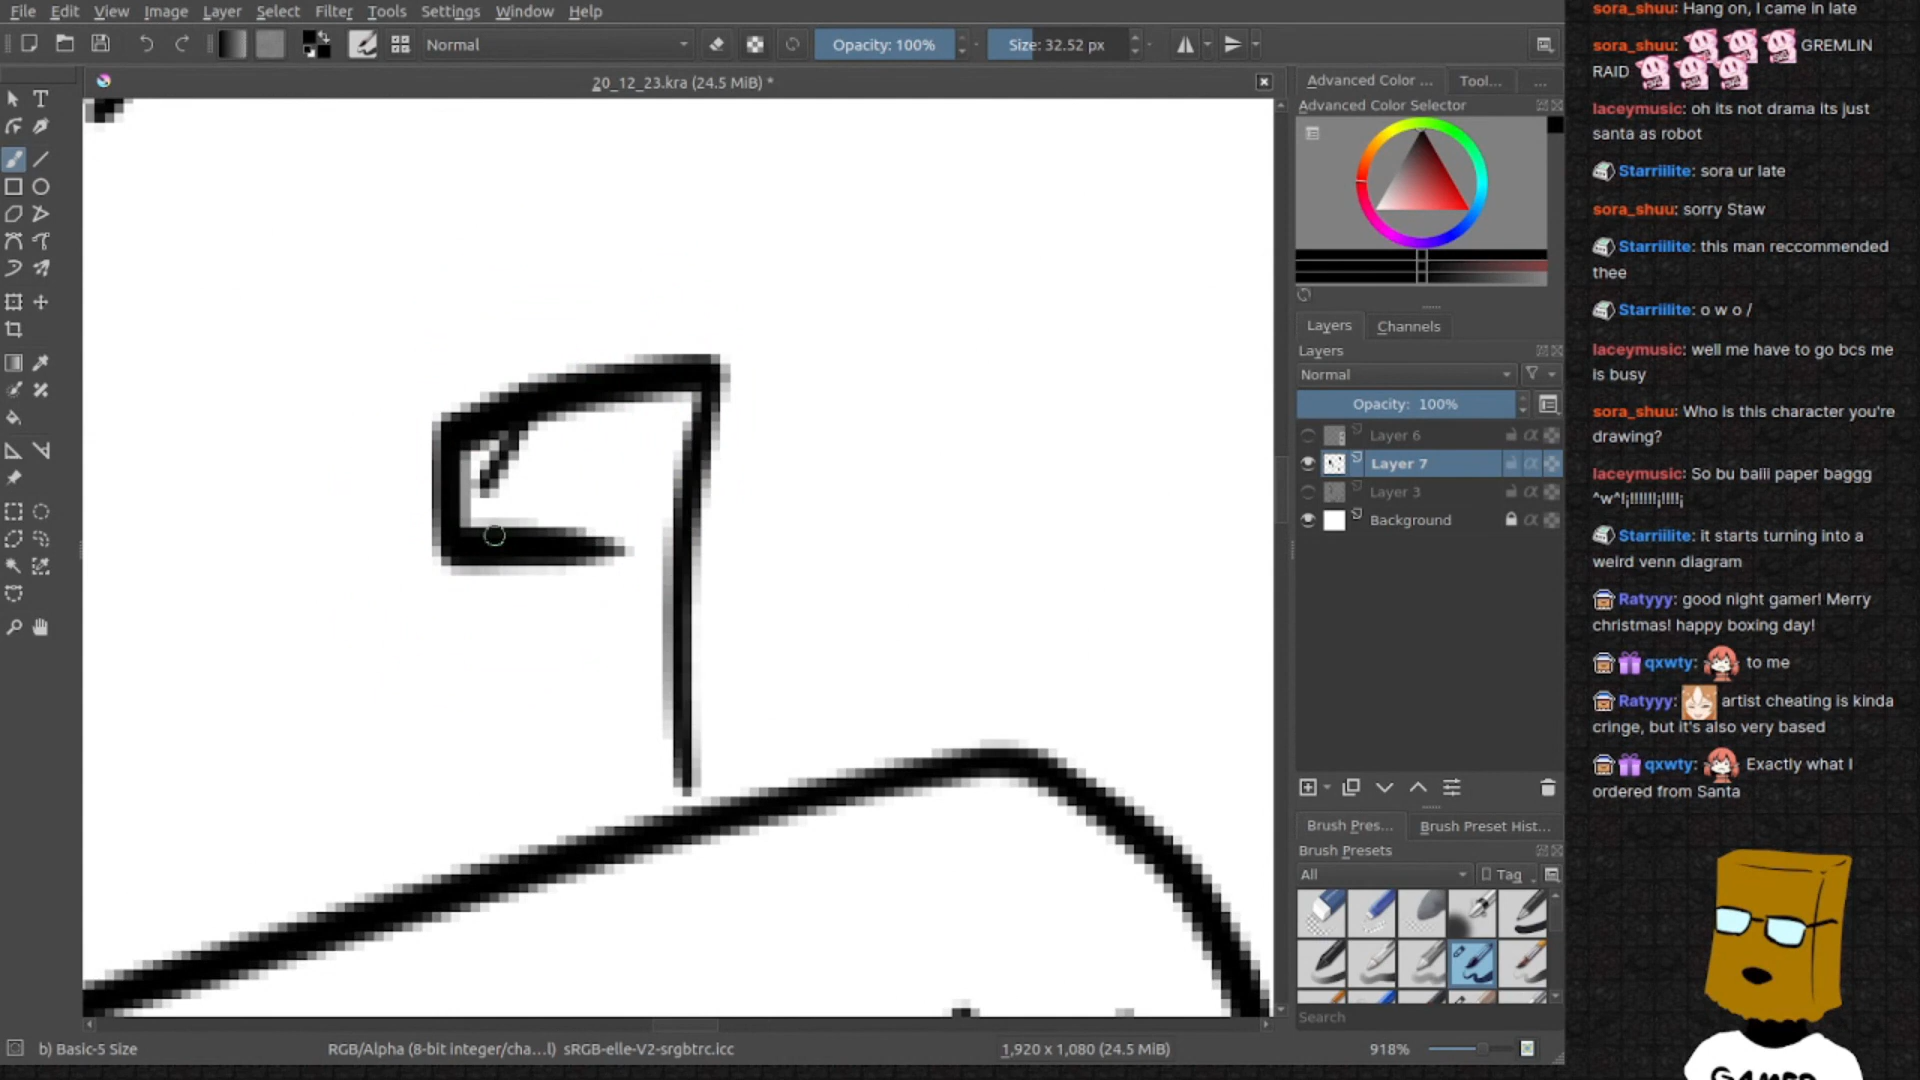 File Edit View Image Layer Select Filter Tools Settings Window Help
Normal
Opacity: 100%
Size: 32.52 px
20_12_23.kra (24.5 MiB) *
Advanced Color ... Tool... ...
Advanced Color Selector
Layers Channels
Layers
Normal
Opacity: 100%
Layer 6
Layer 7
Layer 3
Background
Brush Pres... Brush Preset Hist...
Brush Presets
All
Tag
Search
b) Basic-5 Size
RGB/Alpha (8-bit integer/cha...l) sRGB-elle-V2-srgbtrc.icc
1,920 x 1,080 (24.5 MiB)
918%
sora_shuu: Hang on, I came in late
sora_shuu: GREMLIN
RAID
laceymusic: oh its not drama its just
santa as robot
Starriilite: sora ur late
sora_shuu: sorry Staw
Starriilite: this man reccommended
thee
Starriilite: o w o /
laceymusic: well me have to go bcs me
is busy
sora_shuu: Who is this character you're
drawing?
laceymusic: So bu baiii paper baggg
^w^!¡!!!!!!¡!!!!¡
Starriilite: it starts turning into a
weird venn diagram
Ratyyy: good night gamer! Merry
christmas! happy boxing day!
qxwty: to me
Ratyyy: artist cheating is kinda
cringe, but it's also very based
qxwty: Exactly what I
ordered from Santa
GAMER